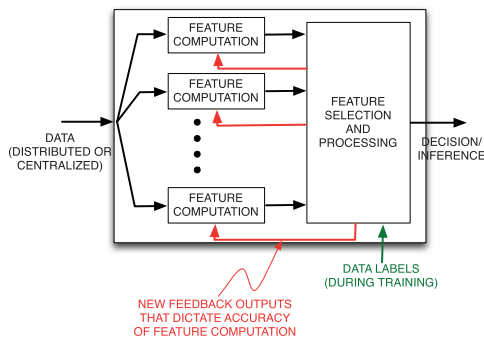 FEATURE
COMPUTATION
FEATURE
COMPUTATION
FEATURE
COMPUTATION
FEATURE
SELECTION
AND
PROCESSING
DATA
(DISTRIBUTED OR
CENTRALIZED)
DECISION/
INFERENCE
DATA LABELS
(DURING TRAINING)
NEW FEEDBACK OUTPUTS
THAT DICTATE ACCURACY
OF FEATURE COMPUTATION